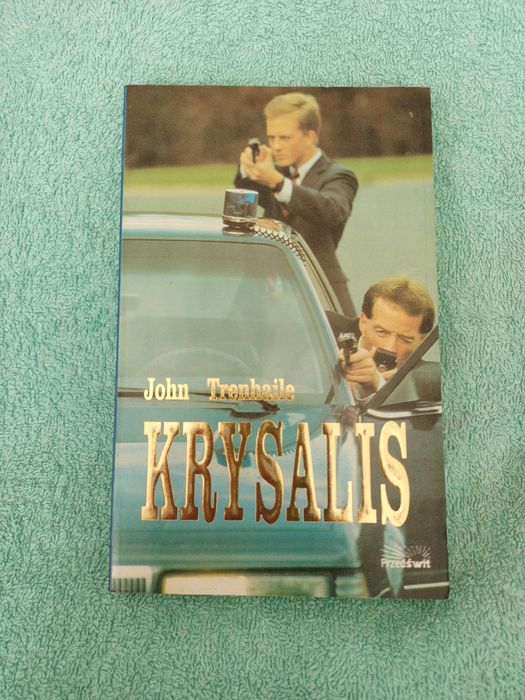 John Trenhaile
KRYSALIS
Przedświt